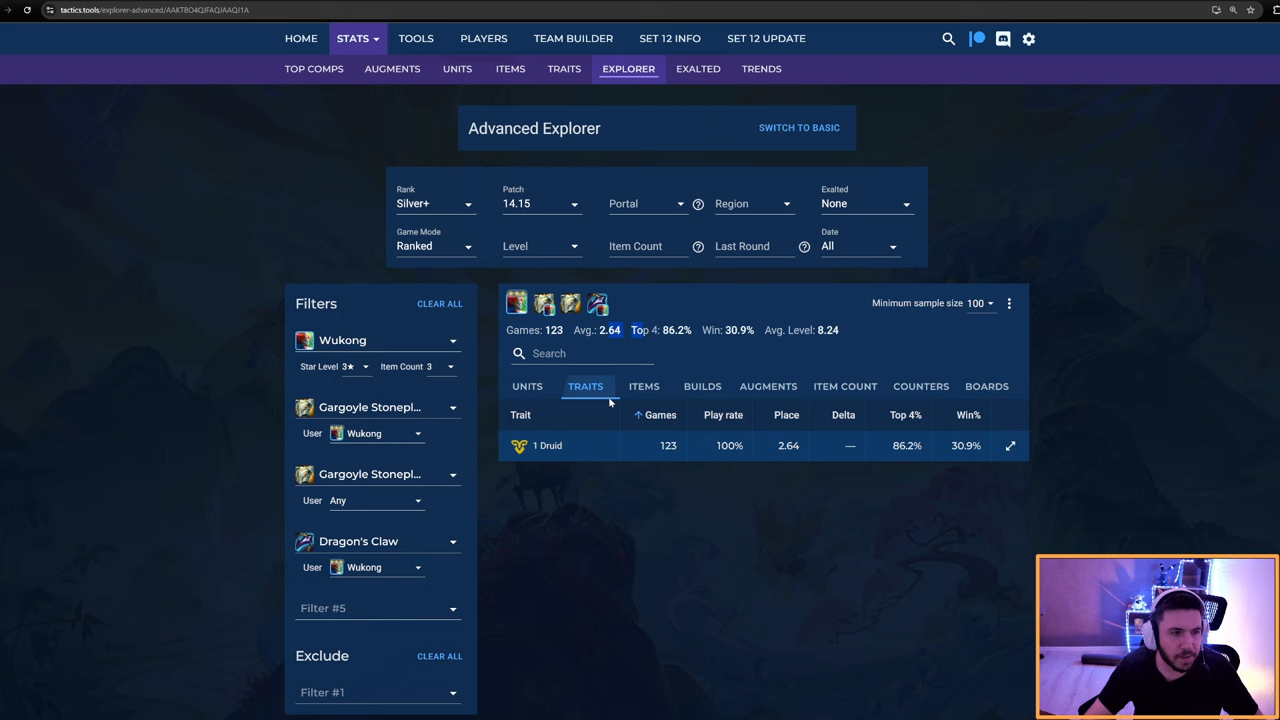 tactics.tools/explorer-advanced/AAKTBO4QJFAQJAAQJ1A
HOME STATS TOOLS PLAYERS TEAM BUILDER SET 12 INFO SET 12 UPDATE
TOP COMPS AUGMENTS UNITS ITEMS TRAITS EXPLORER EXALTED TRENDS
Advanced Explorer SWITCH TO BASIC
Rank Patch Exalted
Silver+ 14.15 Portal Region None
Game Mode Date
Ranked Level Item Count Last Round All
Filters CLEAR ALL
Wukong
Star Level 3★ Item Count 3
Gargoyle Stonepl...
User Wukong
Gargoyle Stonepl...
User Any
Dragon's Claw
User Wukong
Filter #5
Exclude CLEAR ALL
Filter #1
Minimum sample size 100
Games: 123 Avg.: 2.64 Top 4: 86.2% Win: 30.9% Avg. Level: 8.24
Search
UNITS TRAITS ITEMS BUILDS AUGMENTS ITEM COUNT COUNTERS BOARDS
Trait Games Play rate Place Delta Top 4% Win%
1 Druid 123 100% 2.64 — 86.2% 30.9%